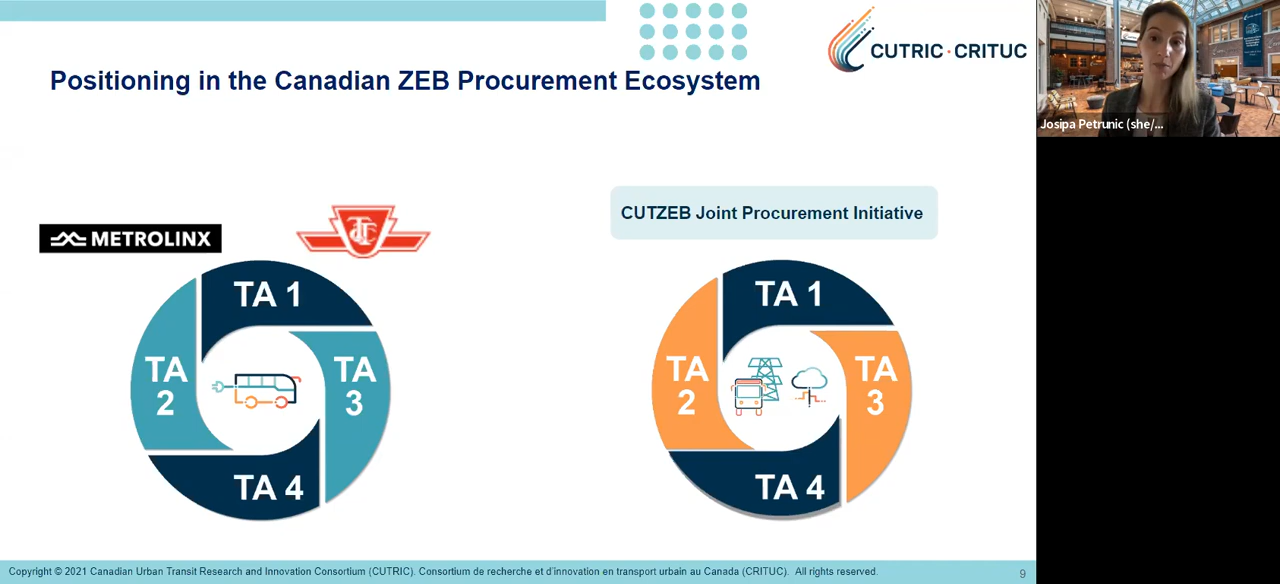 CUTRIC · CRITUC
Positioning in the Canadian ZEB Procurement Ecosystem
Josipa Petrunic (she/...
METROLINX
TTC
CUTZEB Joint Procurement Initiative
TA 1
TA
2
TA
3
TA 4
TA 1
TA
2
TA
3
TA 4
Copyright © 2021 Canadian Urban Transit Research and Innovation Consortium (CUTRIC). Consortium de recherche et d'innovation en transport urbain au Canada (CRITUC). All rights reserved.
9